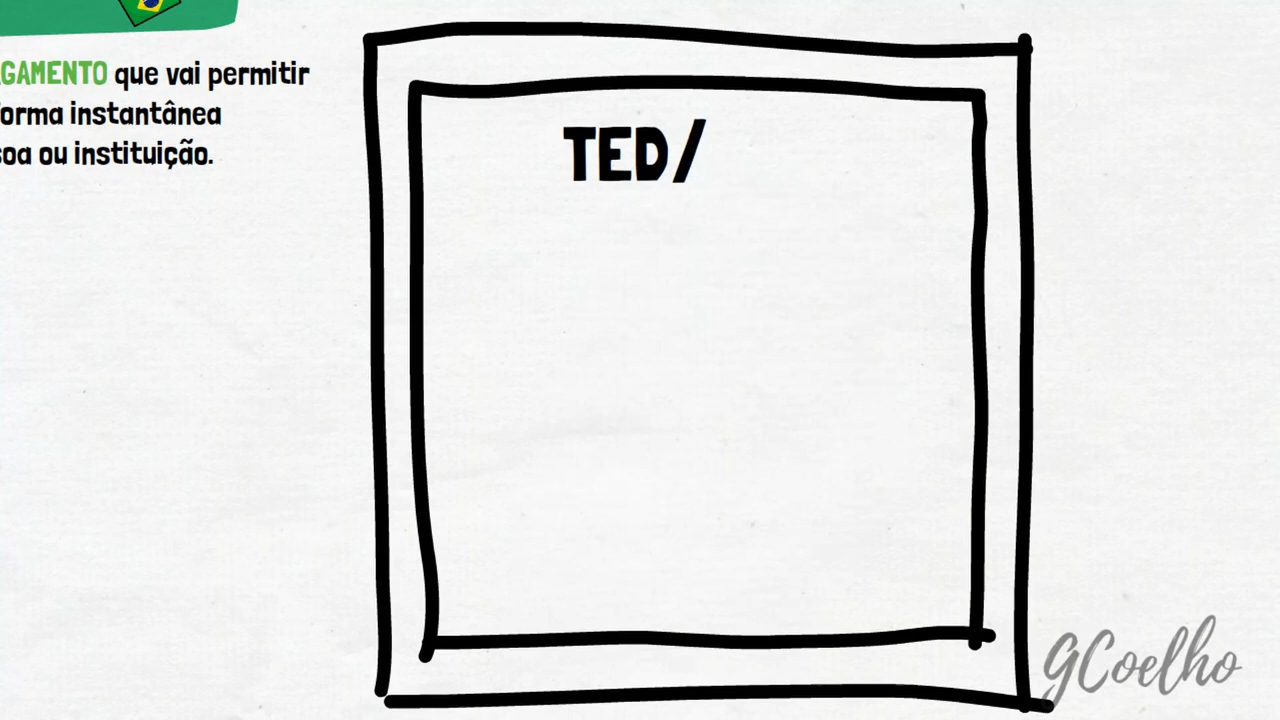 GAMENTO que vai permitir
orma instantânea
soa ou instituição.
TED/
GCoelho